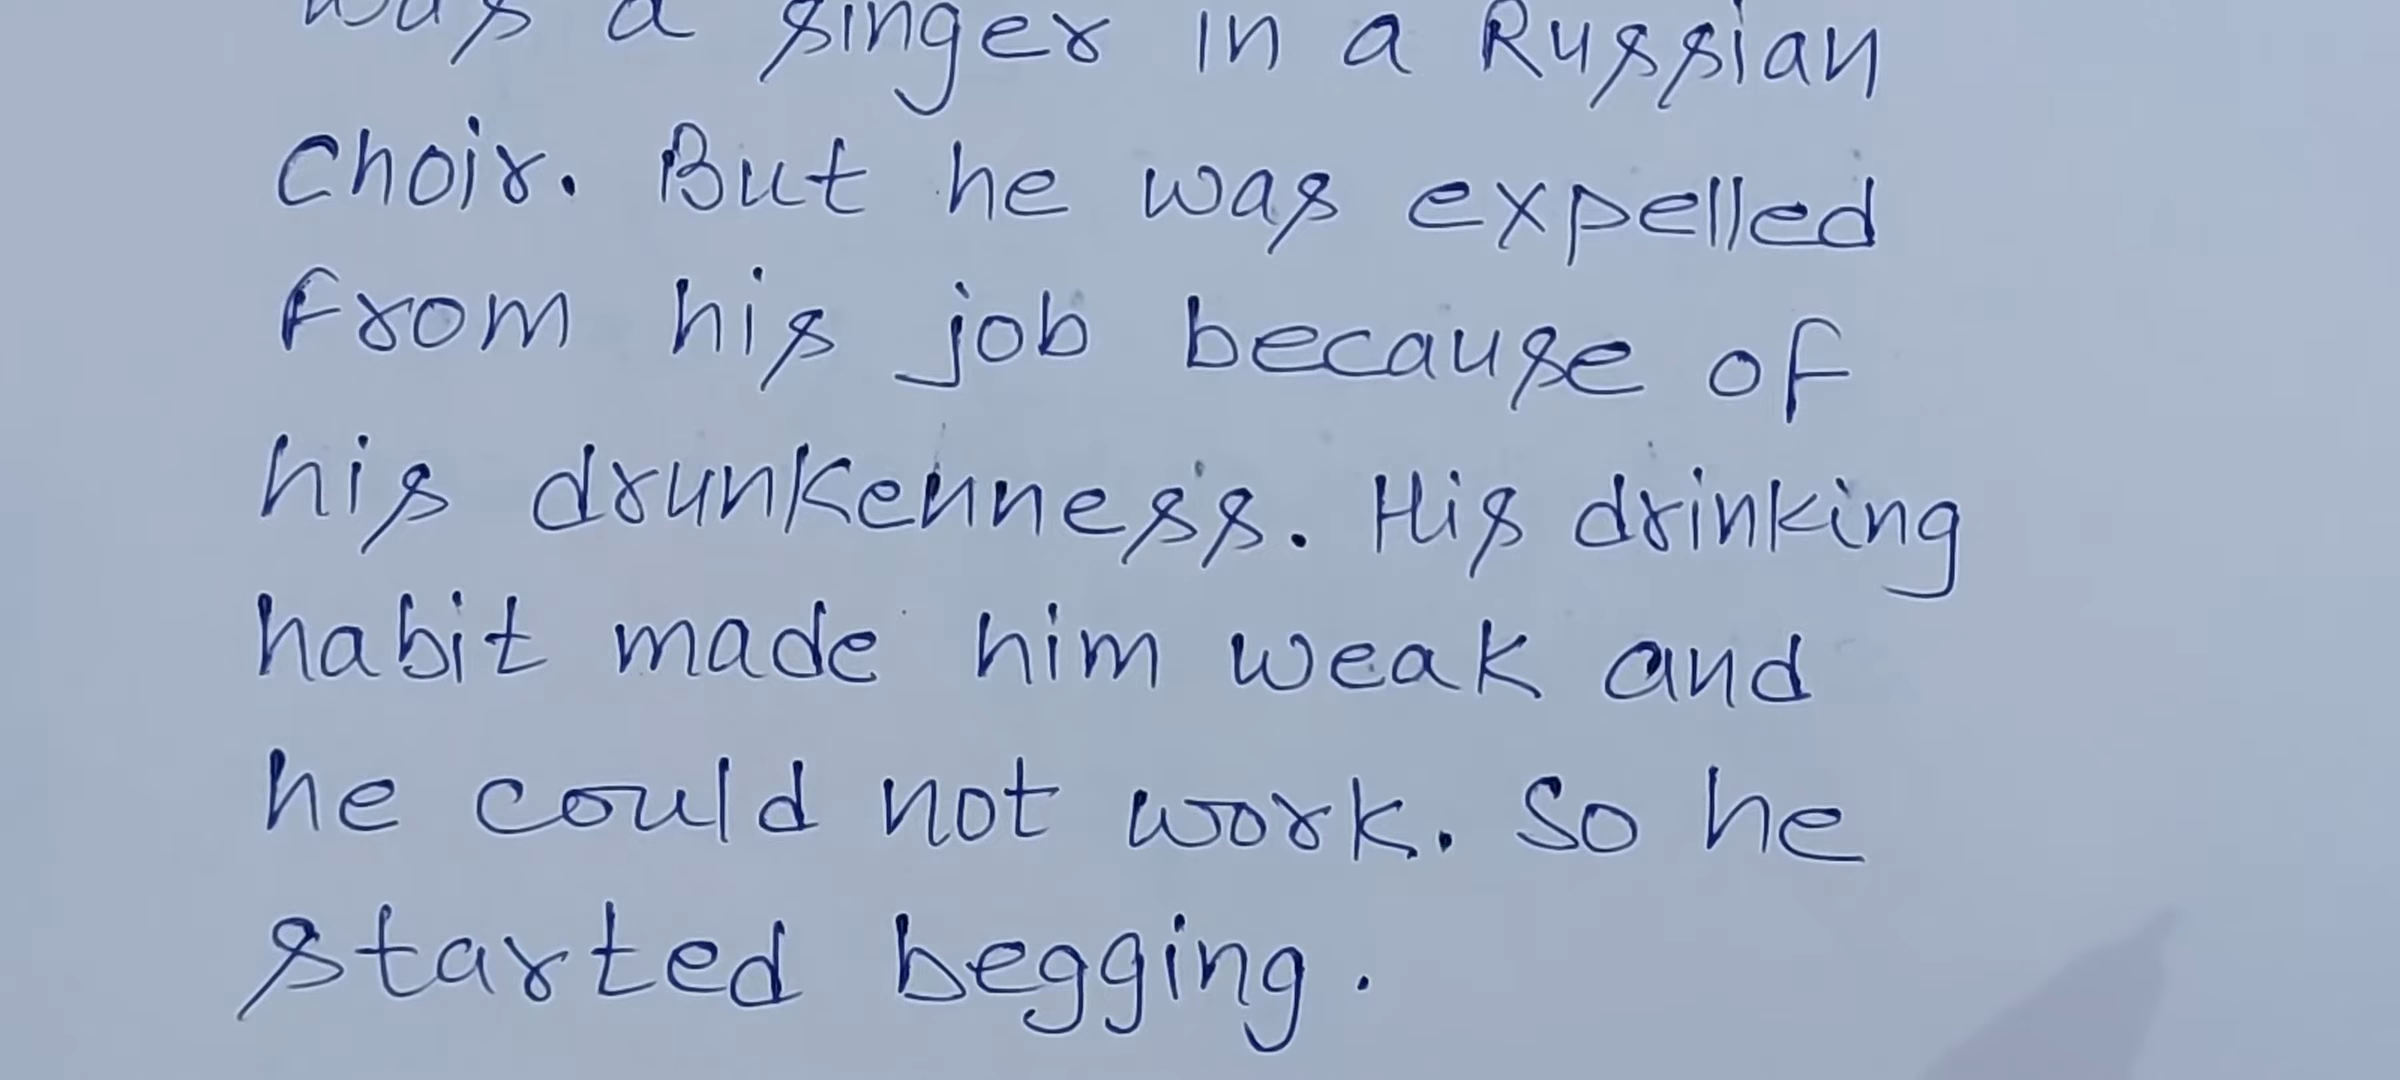 was a singer in a Russian
choir. But he was expelled
from his job because of
his drunkenness. His drinking
habit made him weak and
he could not work. So he
started begging.